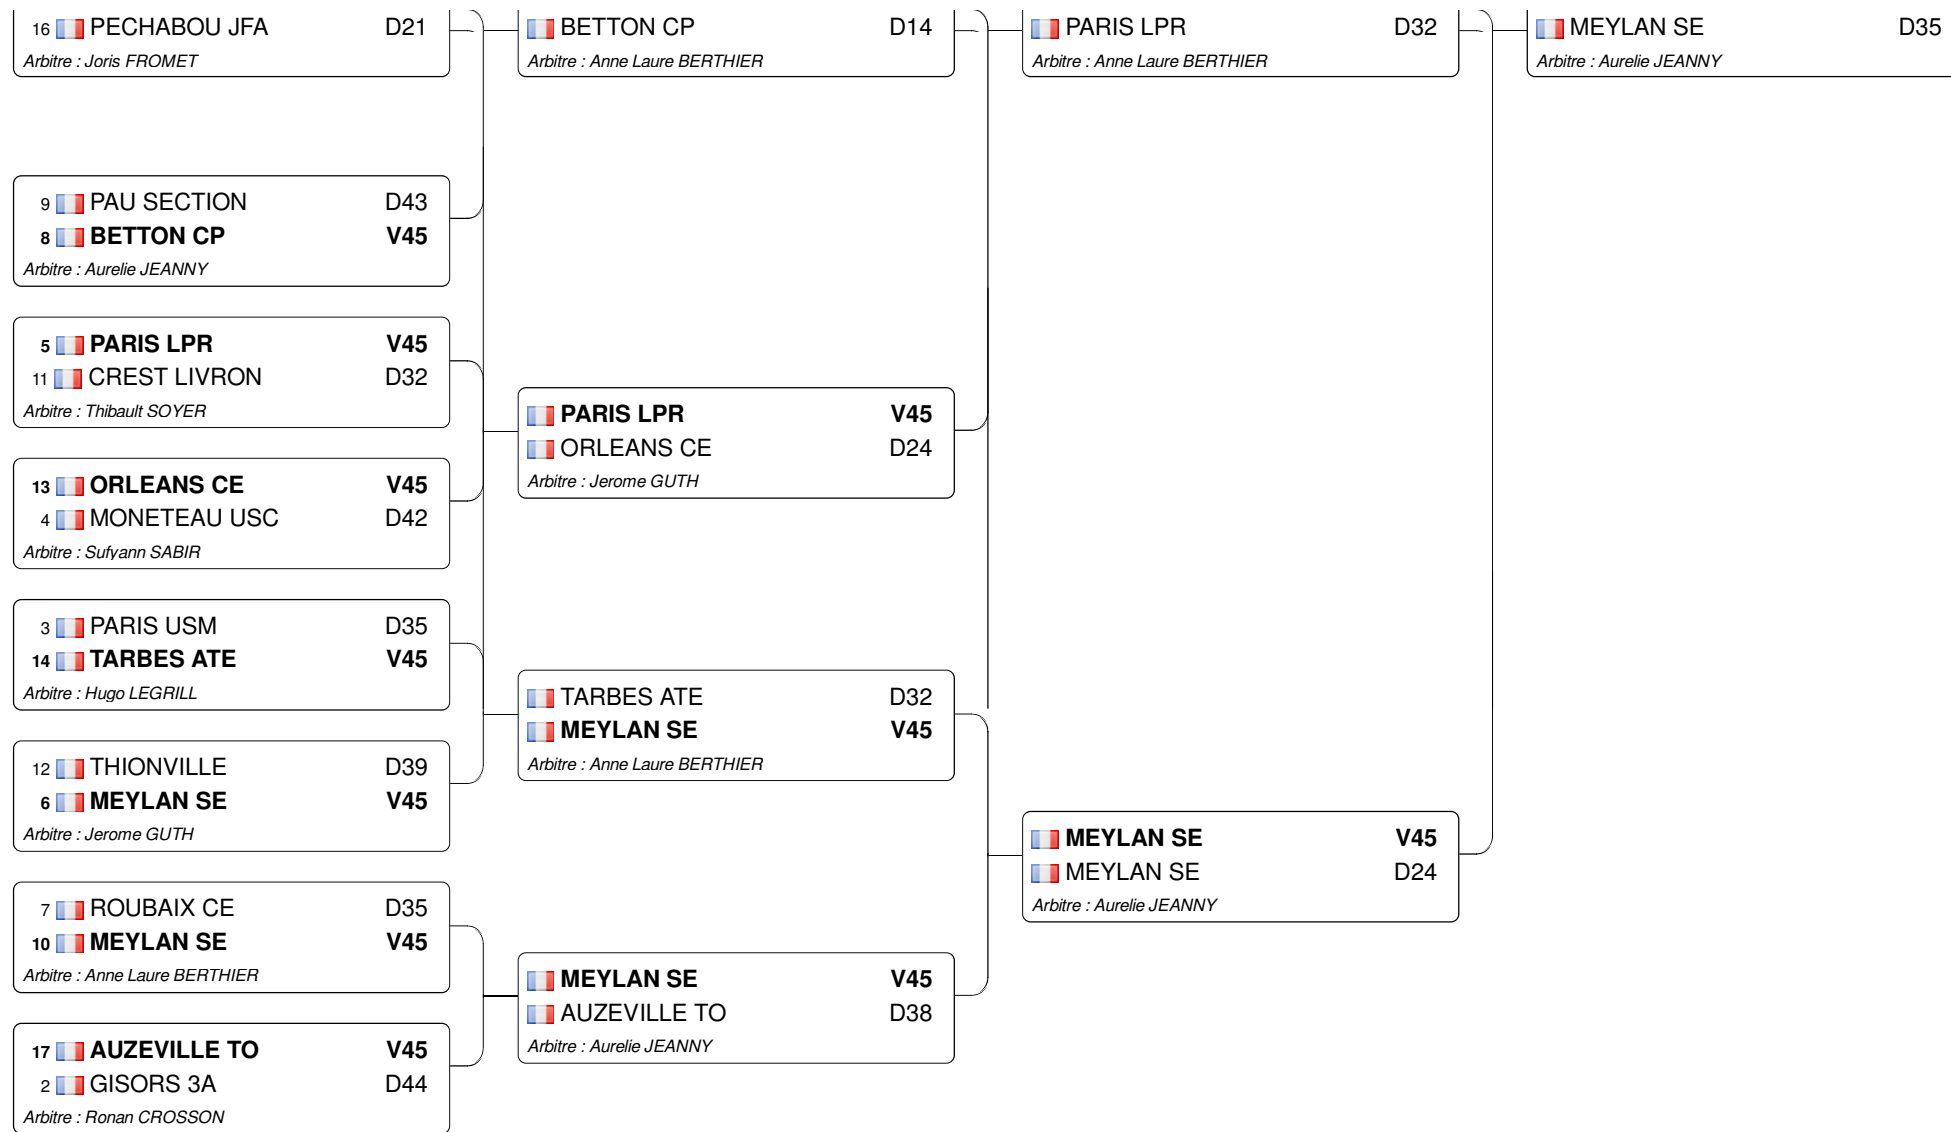 16 PECHABOU JFA D21
Arbitre : Joris FROMET
9 PAU SECTION D43
8 BETTON CP V45
Arbitre : Aurelie JEANNY
5 PARIS LPR V45
11 CREST LIVRON D32
Arbitre : Thibault SOYER
13 ORLEANS CE V45
4 MONETEAU USC D42
Arbitre : Sufyann SABIR
3 PARIS USM D35
14 TARBES ATE V45
Arbitre : Hugo LEGRILL
12 THIONVILLE D39
6 MEYLAN SE V45
Arbitre : Jerome GUTH
7 ROUBAIX CE D35
10 MEYLAN SE V45
Arbitre : Anne Laure BERTHIER
17 AUZEVILLE TO V45
2 GISORS 3A D44
Arbitre : Ronan CROSSON
BETTON CP D14
Arbitre : Anne Laure BERTHIER
PARIS LPR V45
ORLEANS CE D24
Arbitre : Jerome GUTH
TARBES ATE D32
MEYLAN SE V45
Arbitre : Anne Laure BERTHIER
MEYLAN SE V45
AUZEVILLE TO D38
Arbitre : Aurelie JEANNY
PARIS LPR D32
Arbitre : Anne Laure BERTHIER
MEYLAN SE V45
MEYLAN SE D24
Arbitre : Aurelie JEANNY
MEYLAN SE D35
Arbitre : Aurelie JEANNY